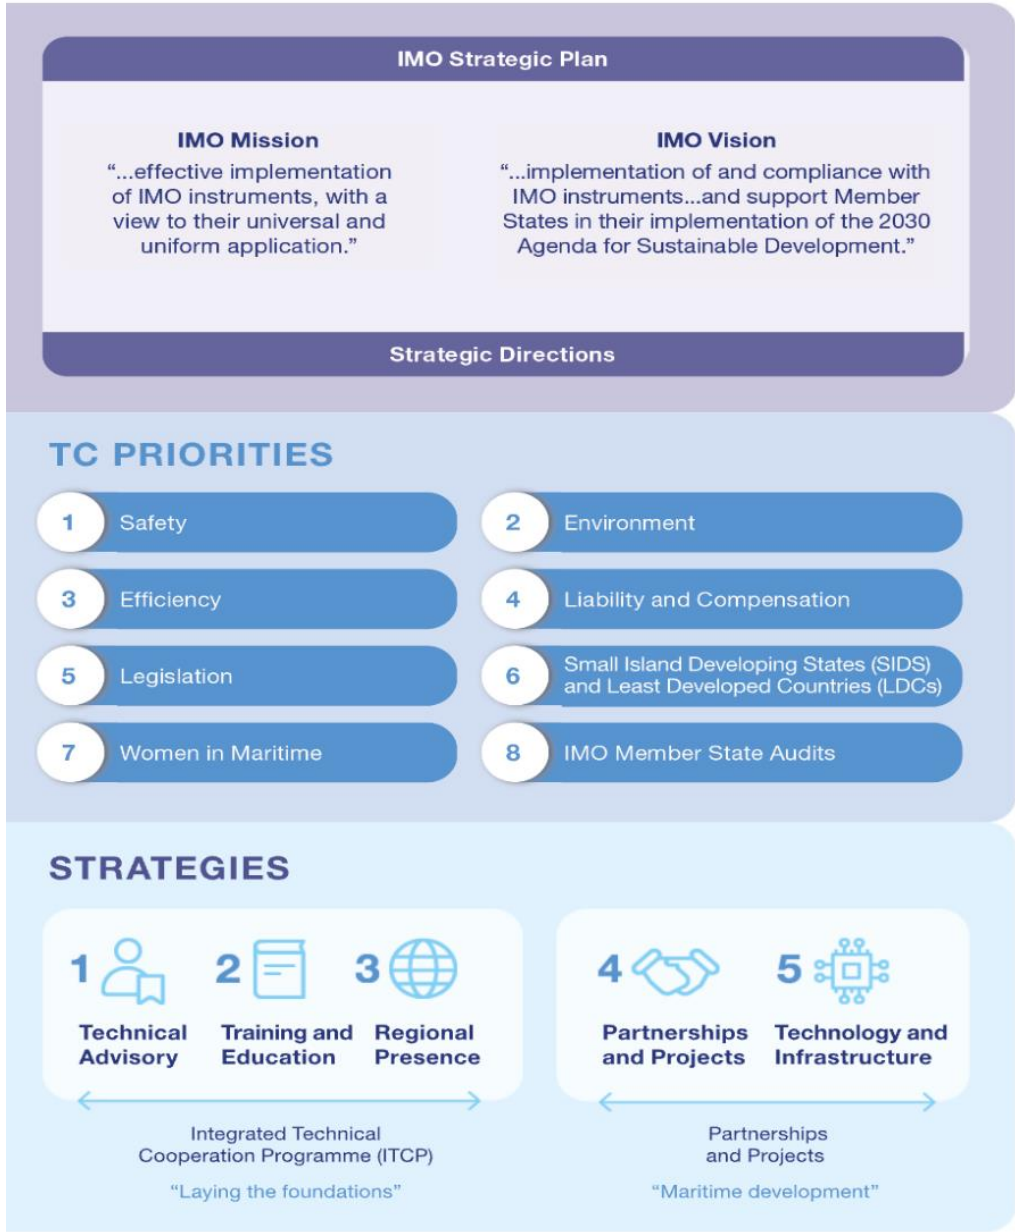 IMO Strategic Plan
IMO Mission
“...effective implementation
of IMO instruments, with a
view to their universal and
uniform application.”
IMO Vision
“...implementation of and compliance with
IMO instruments...and support Member
States in their implementation of the 2030
Agenda for Sustainable Development.”
Strategic Directions
TC PRIORITIES
1 Safety
2 Environment
3 Efficiency
4 Liability and Compensation
5 Legislation
6 Small Island Developing States (SIDS)
and Least Developed Countries (LDCs)
7 Women in Maritime
8 IMO Member State Audits
STRATEGIES
1
Technical
Advisory
2
Training and
Education
3
Regional
Presence
Integrated Technical
Cooperation Programme (ITCP)
“Laying the foundations”
4
Partnerships
and Projects
5
Technology and
Infrastructure
Partnerships
and Projects
“Maritime development”